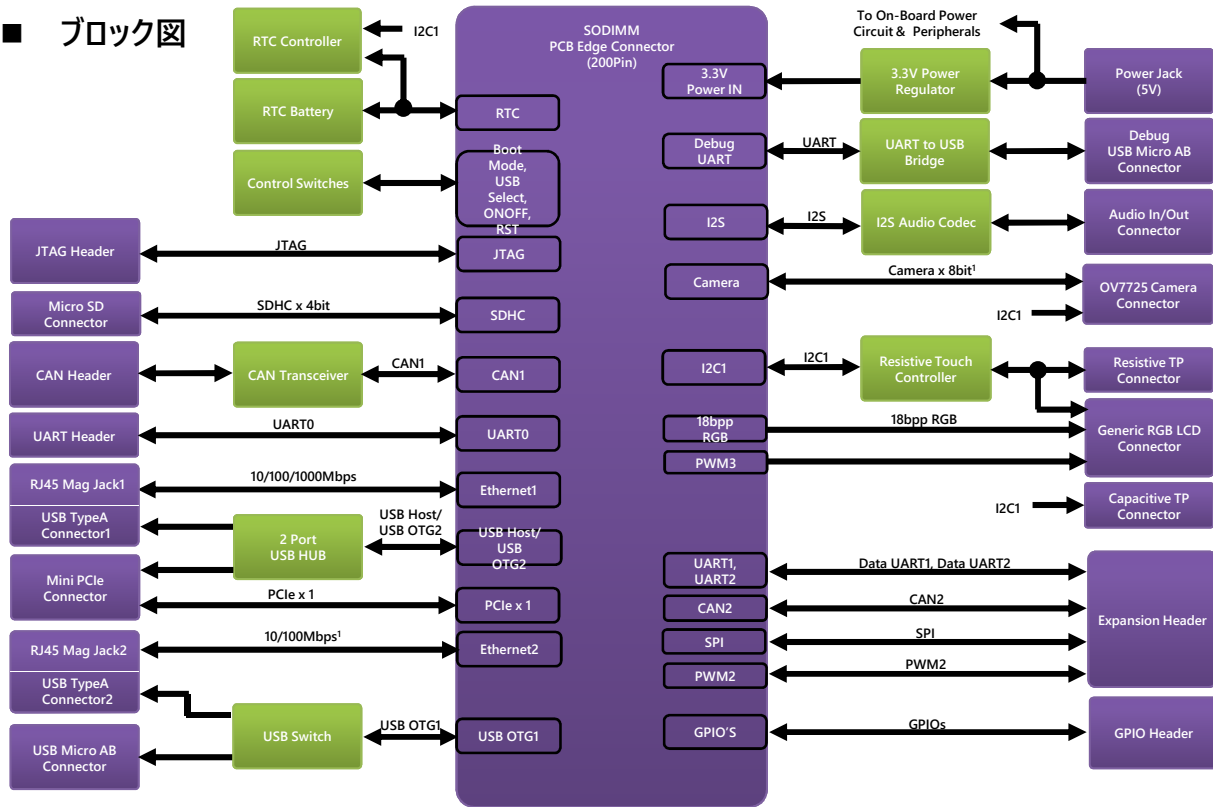 ■ ブロック図
RTC Controller
I2C1
RTC Battery
RTC
Control Switches
Boot
Mode,
USB
Select,
ONOFF,
RST
JTAG Header
JTAG
JTAG
Micro SD
Connector
SDHC x 4bit
SDHC
CAN Header
CAN Transceiver
CAN1
CAN1
UART Header
UART0
UART0
RJ45 Mag Jack1
10/100/1000Mbps
Ethernet1
USB TypeA
Connector1
2 Port
USB HUB
USB Host/
USB OTG2
USB Host/
USB
OTG2
Mini PCIe
Connector
PCIe x 1
PCIe x 1
RJ45 Mag Jack2
10/100Mbps¹
Ethernet2
USB TypeA
Connector2
USB Switch
USB OTG1
USB OTG1
USB Micro AB
Connector
SODIMM
PCB Edge Connector
(200Pin)
To On-Board Power
Circuit & Peripherals
3.3V
Power IN
3.3V Power
Regulator
Power Jack
(5V)
Debug
UART
UART
UART to USB
Bridge
Debug
USB Micro AB
Connector
I2S
I2S
I2S Audio Codec
Audio In/Out
Connector
Camera
Camera x 8bit¹
OV7725 Camera
Connector
I2C1
I2C1
I2C1
Resistive Touch
Controller
Resistive TP
Connector
18bpp
RGB
18bpp RGB
Generic RGB LCD
Connector
PWM3
I2C1
Capacitive TP
Connector
UART1,
UART2
Data UART1, Data UART2
Expansion Header
CAN2
CAN2
SPI
SPI
PWM2
PWM2
GPIO'S
GPIOs
GPIO Header